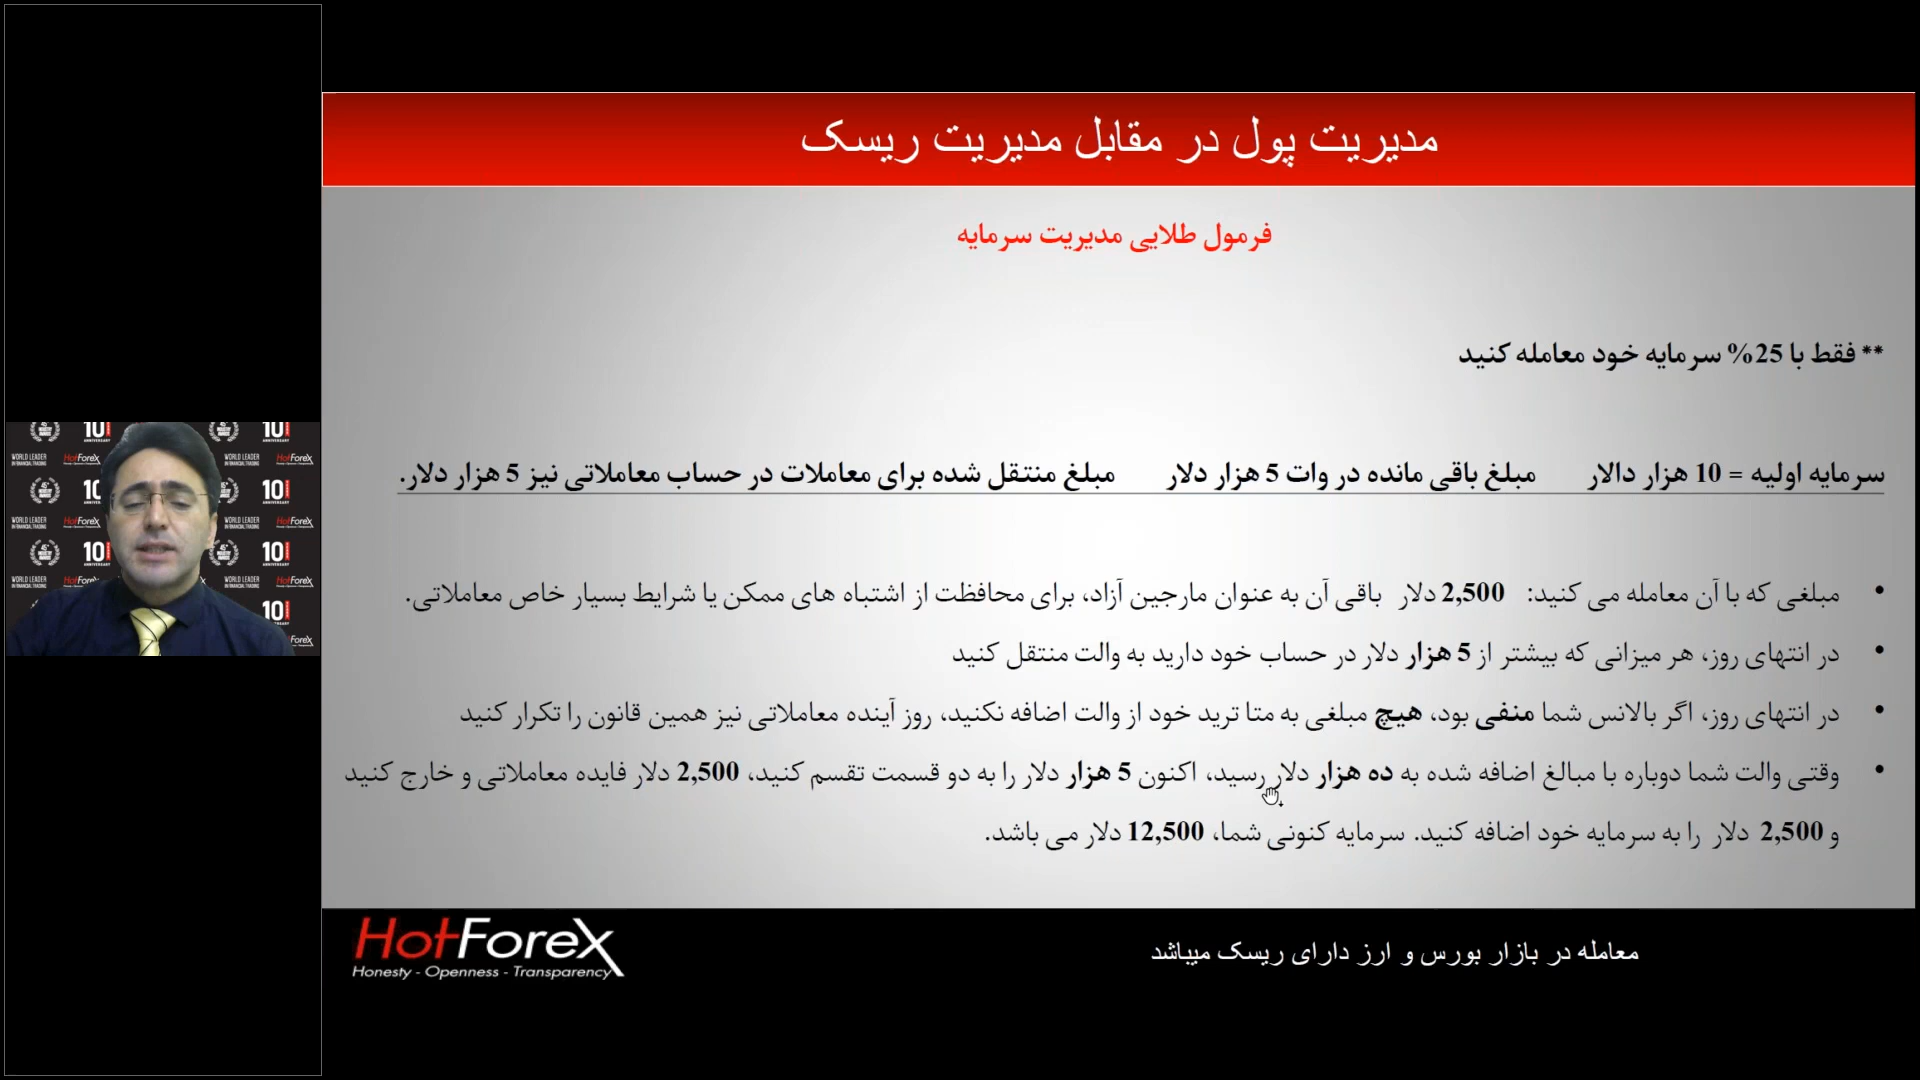 مدیریت پول در مقابل مدیریت ریسک
فرمول طلایی مدیریت سرمایه
** فقط با 25% سرمایه خود معامله کنید
سرمایه اولیه = 10 هزار دالار مبلغ باقی مانده در وات 5 هزار دلار مبلغ منتقل شده برای معاملات در حساب معاملاتی نیز 5 هزار دلار.
• مبلغی که با آن معامله می کنید: 2,500 دلار باقی آن به عنوان مارجین آزاد، برای محافظت از اشتباه های ممکن یا شرایط بسیار خاص معاملاتی.
• در انتهای روز، هر میزانی که بیشتر از 5 هزار دلار در حساب خود دارید به والت منتقل کنید
• در انتهای روز، اگر بالانس شما منفی بود، هیچ مبلغی به متا ترید خود از والت اضافه نکنید، روز آینده معاملاتی نیز همین قانون را تکرار کنید
• وقتی والت شما دوباره با مبالغ اضافه شده به ده هزار دلار رسید، اکنون 5 هزار دلار را به دو قسمت تقسم کنید، 2,500 دلار فایده معاملاتی و خارج کنید
و 2,500 دلار را به سرمایه خود اضافه کنید. سرمایه کنونی شما، 12,500 دلار می باشد.
HotForex
Honesty - Openness - Transparency
معامله در بازار بورس و ارز دارای ریسک میباشد
WORLD LEADER
IN FINANCIAL TRADING
HotForex
10
ANNIVERSARY